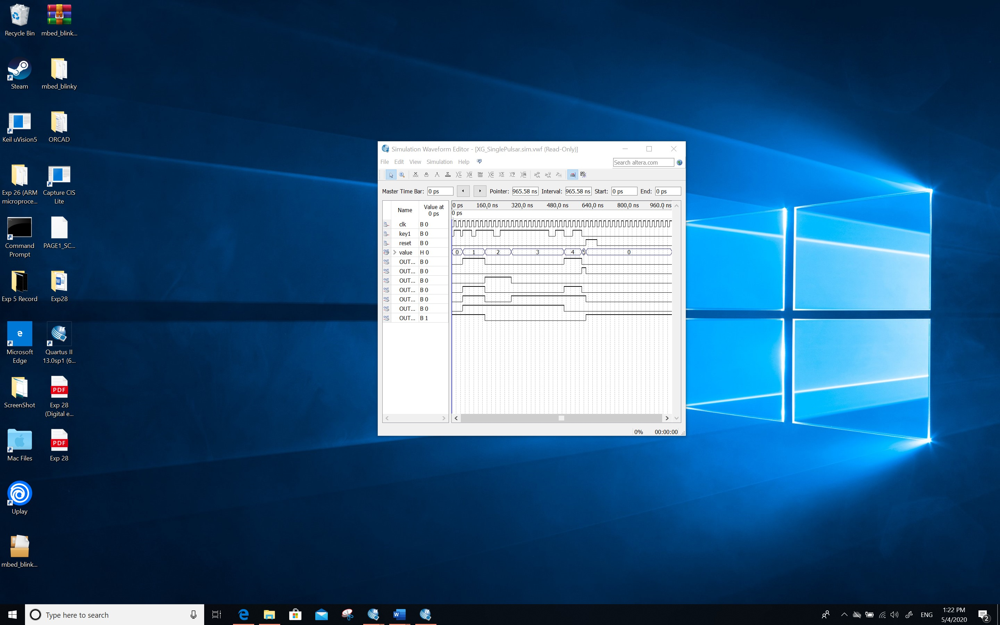 Recycle Bin
mbed_blink...
Steam
mbed_blinky
Keil uVision5
ORCAD
Exp 26 (ARM
microproce...
Capture CIS
Lite
Command
Prompt
PAGE1_SC...
Exp 5 Record
Exp28
Microsoft
Edge
Quartus II
13.0sp1 (6...
ScreenShot
Exp 28
(Digital e...
PDF
Mac Files
Exp 28
PDF
Uplay
mbed_blink...
Simulation Waveform Editor - [XG_SinglePulsar.sim.vwf (Read-Only)]
File Edit View Simulation Help
Search altera.com
Master Time Bar: 0 ps Pointer: 965.58 ns Interval: 965.58 ns Start: 0 ps End: 0 ps
Name
Value at
0 ps
0 ps 160,0 ns 320,0 ns 480,0 ns 640,0 ns 800,0 ns 960.0 ns
0 ps
in clk B 0
in key1 B 0
in reset B 0
out value H 0 0 1 2 3 4 5 0
out OUT... B 0
out OUT... B 0
out OUT... B 0
out OUT... B 0
out OUT... B 0
out OUT... B 0
out OUT... B 1
0% 00:00:00
Type here to search
ENG
1:22 PM
5/4/2020
2